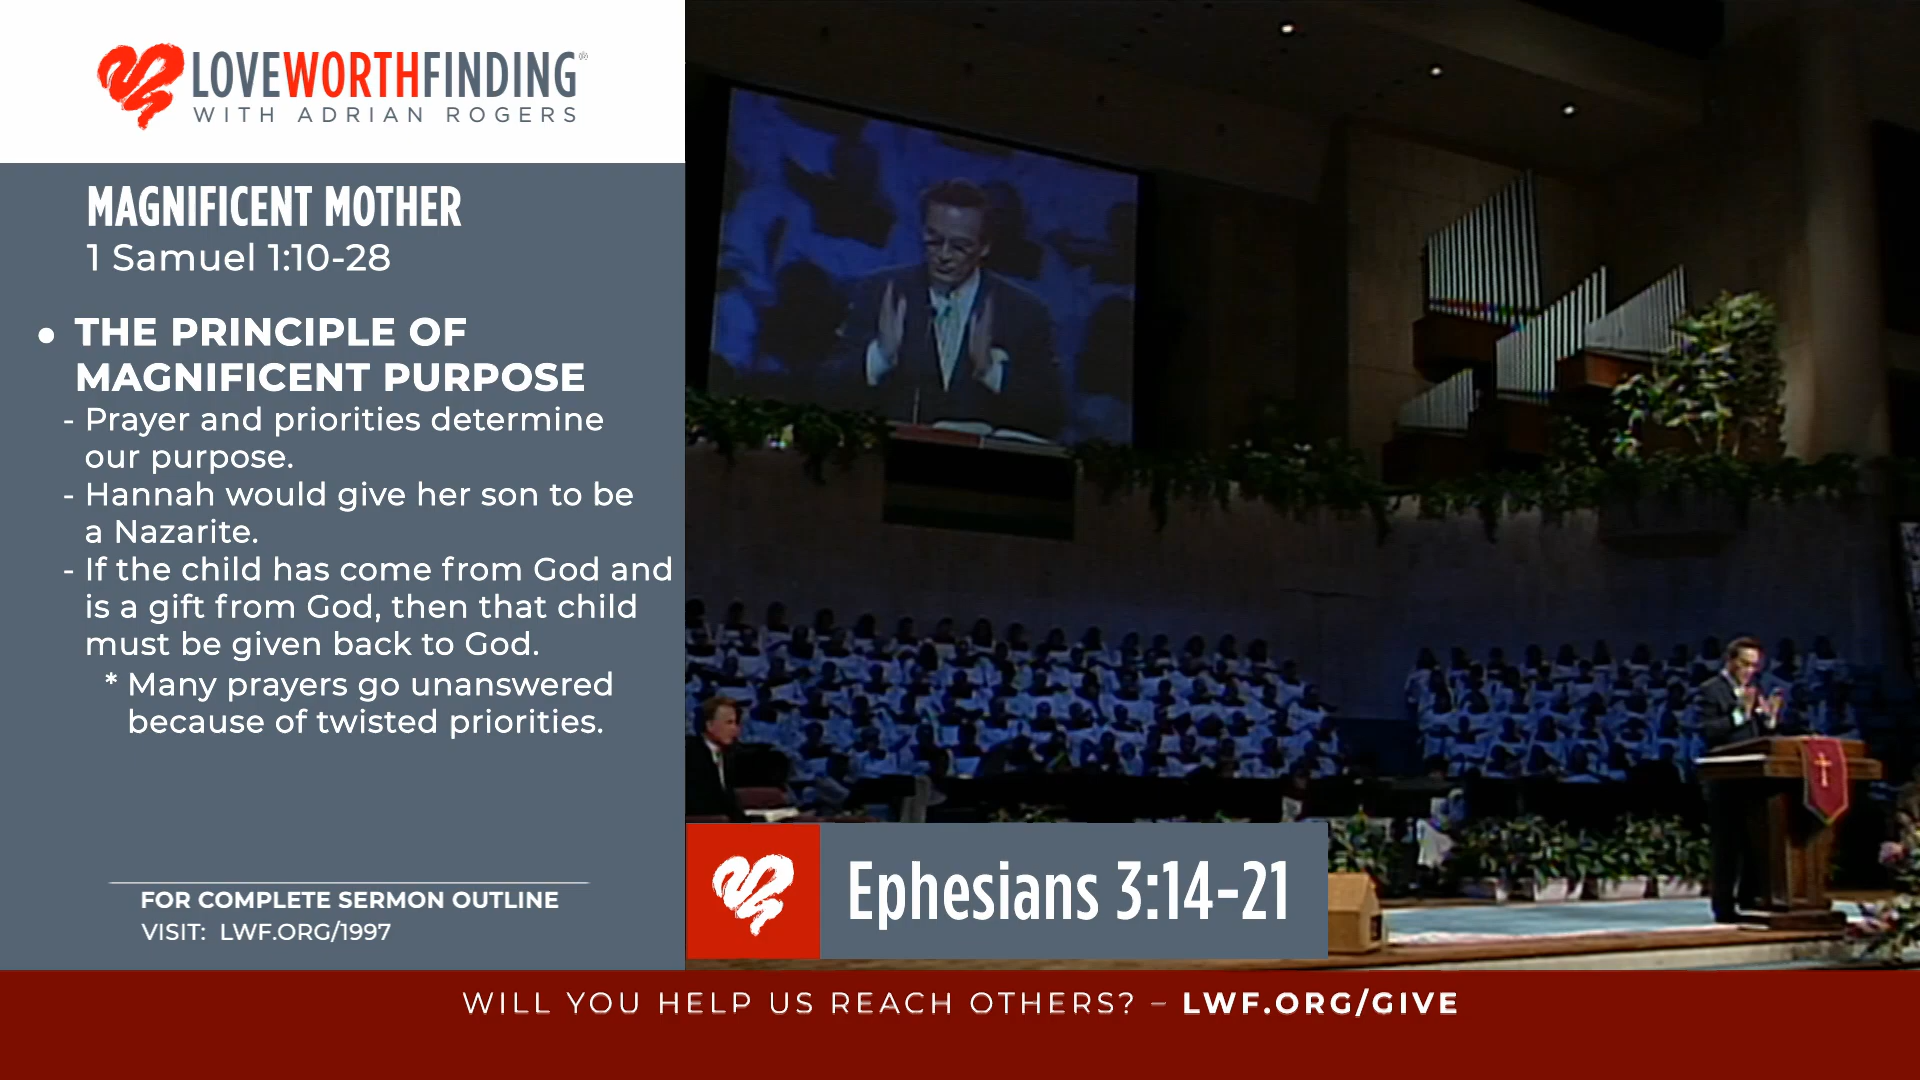 LOVEWORTHFINDING®
WITH ADRIAN ROGERS
MAGNIFICENT MOTHER
1 Samuel 1:10-28
• THE PRINCIPLE OF
MAGNIFICENT PURPOSE
- Prayer and priorities determine
our purpose.
- Hannah would give her son to be
a Nazarite.
- If the child has come from God and
is a gift from God, then that child
must be given back to God.
* Many prayers go unanswered
because of twisted priorities.
FOR COMPLETE SERMON OUTLINE
VISIT: LWF.ORG/1997
Ephesians 3:14-21
WILL YOU HELP US REACH OTHERS? – LWF.ORG/GIVE